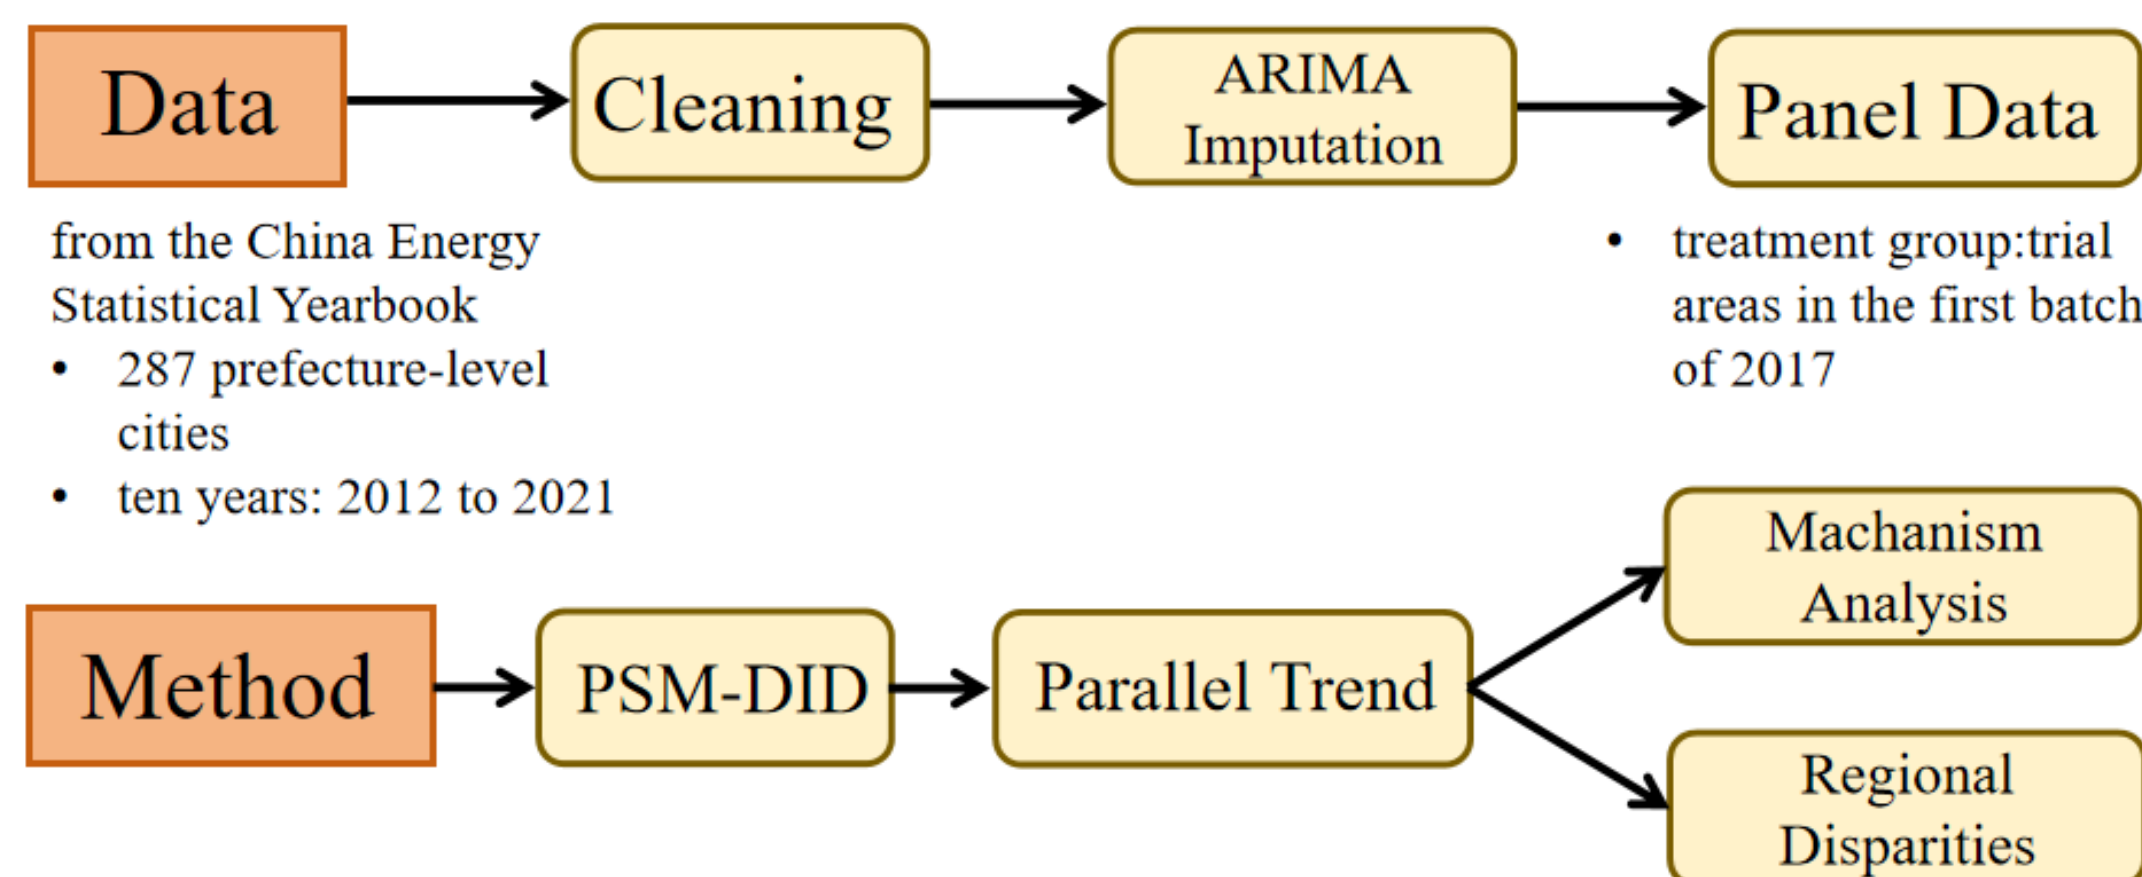 Data
Cleaning
ARIMA
Imputation
Panel Data
from the China Energy
Statistical Yearbook
• 287 prefecture-level
cities
• ten years: 2012 to 2021
• treatment group:trial
areas in the first batch
of 2017
Method
PSM-DID
Parallel Trend
Machanism
Analysis
Regional
Disparities